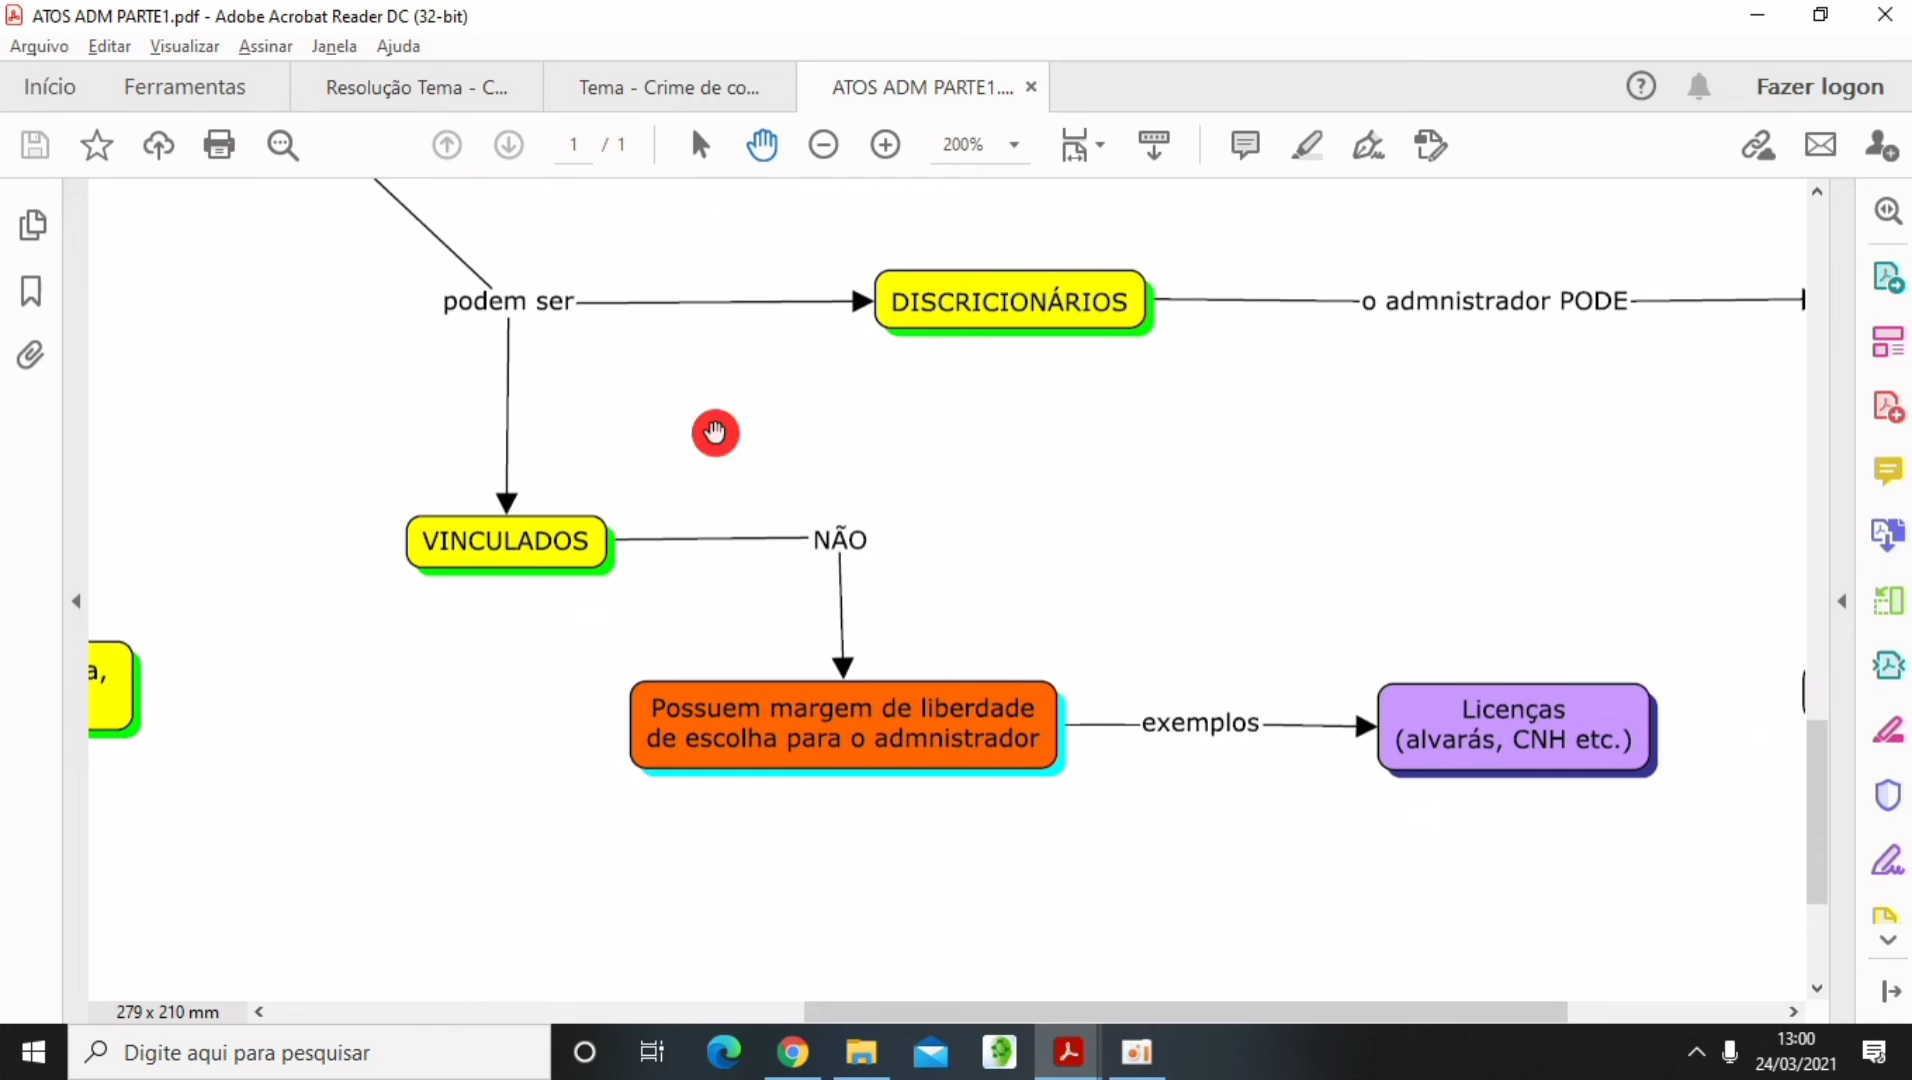 ATOS ADM PARTE1.pdf - Adobe Acrobat Reader DC (32-bit)
Arquivo Editar Visualizar Assinar Janela Ajuda
Início Ferramentas Resolução Tema - C... Tema - Crime de co... ATOS ADM PARTE1.... × Fazer logon
1 / 1 200%
podem ser DISCRICIONÁRIOS o admnistrador PODE
VINCULADOS NÃO
a,
Possuem margem de liberdade
de escolha para o admnistrador
exemplos
Licenças
(alvarás, CNH etc.)
279 x 210 mm
Digite aqui para pesquisar
13:00
24/03/2021